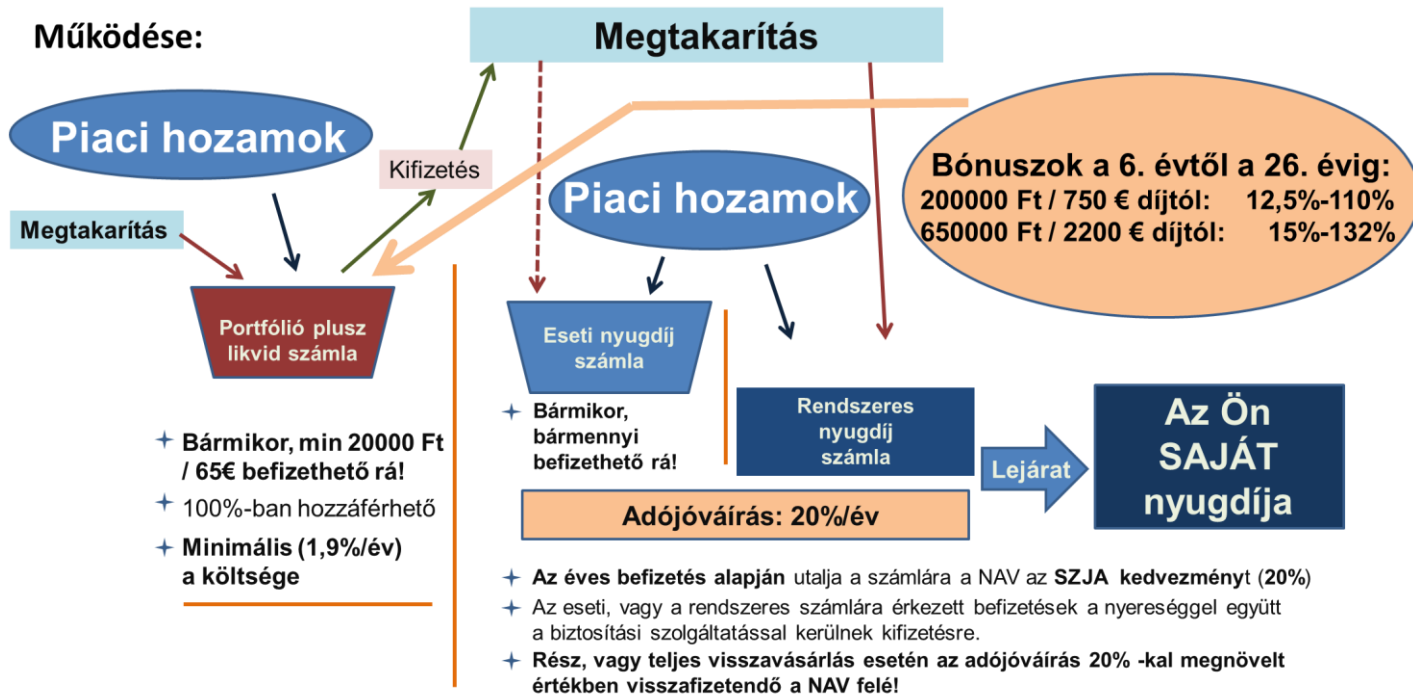 Működése:
Megtakarítás
Piaci hozamok
Kifizetés
Megtakarítás
Portfólió plusz
likvid számla
Bármikor, min 20000 Ft
/ 65€ befizethető rá!
100%-ban hozzáférhető
Minimális (1,9%/év)
a költsége
Piaci hozamok
Bónuszok a 6. évtől a 26. évig:
200000 Ft / 750 € díjtól: 12,5%-110%
650000 Ft / 2200 € díjtól: 15%-132%
Eseti nyugdíj
számla
Bármikor,
bármennyi
befizethető rá!
Rendszeres
nyugdíj
számla
Lejárat
Az Ön
SAJÁT
nyugdíja
Adójóváírás: 20%/év
Az éves befizetés alapján utalja a számlára a NAV az SZJA kedvezményt (20%)
Az eseti, vagy a rendszeres számlára érkezett befizetések a nyereséggel együtt
a biztosítási szolgáltatással kerülnek kifizetésre.
Rész, vagy teljes visszavásárlás esetén az adójóváírás 20% -kal megnövelt
értékben visszafizetendő a NAV felé!